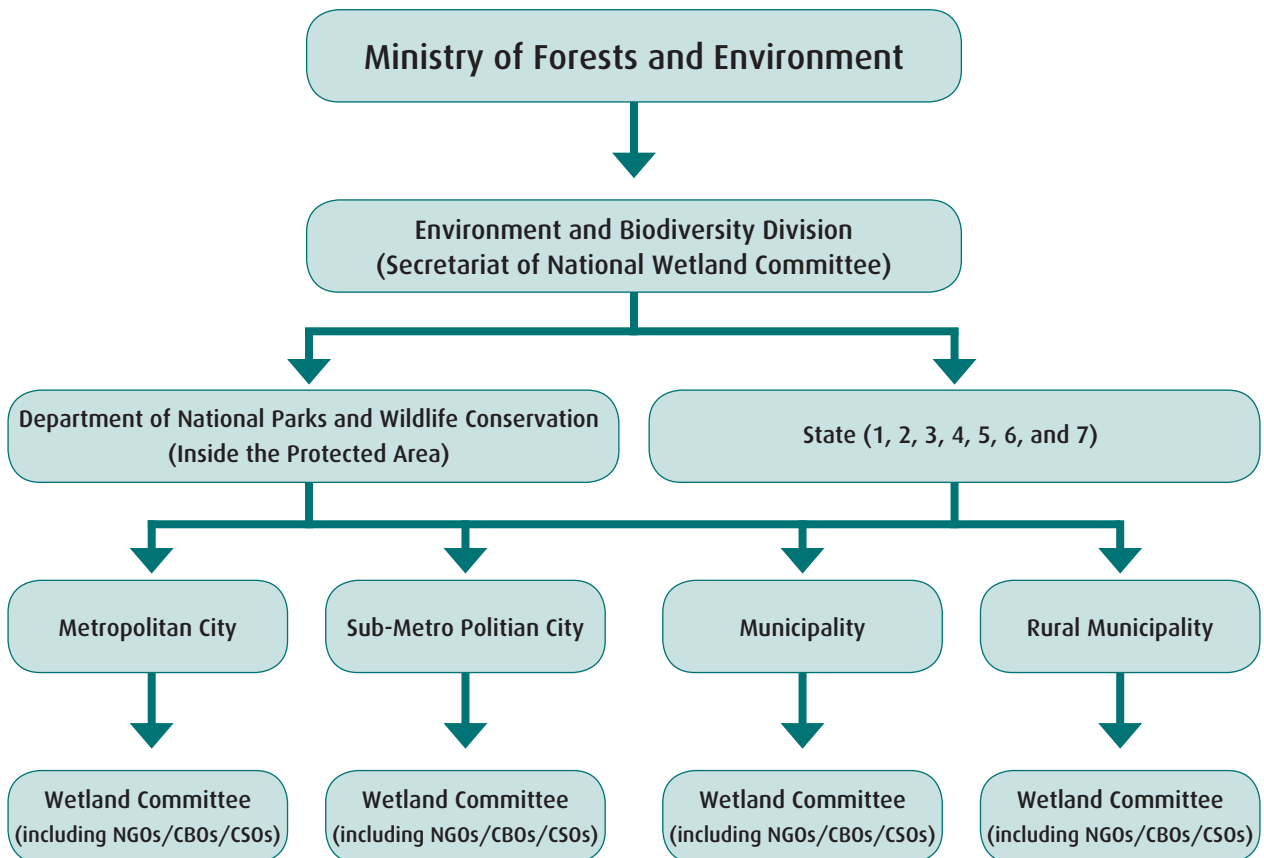 Ministry of Forests and Environment
Environment and Biodiversity Division
(Secretariat of National Wetland Committee)
Department of National Parks and Wildlife Conservation
(Inside the Protected Area)
State (1, 2, 3, 4, 5, 6, and 7)
Metropolitan City
Sub-Metro Politian City
Municipality
Rural Municipality
Wetland Committee
(including NGOs/CBOs/CSOs)
Wetland Committee
(including NGOs/CBOs/CSOs)
Wetland Committee
(including NGOs/CBOs/CSOs)
Wetland Committee
(including NGOs/CBOs/CSOs)